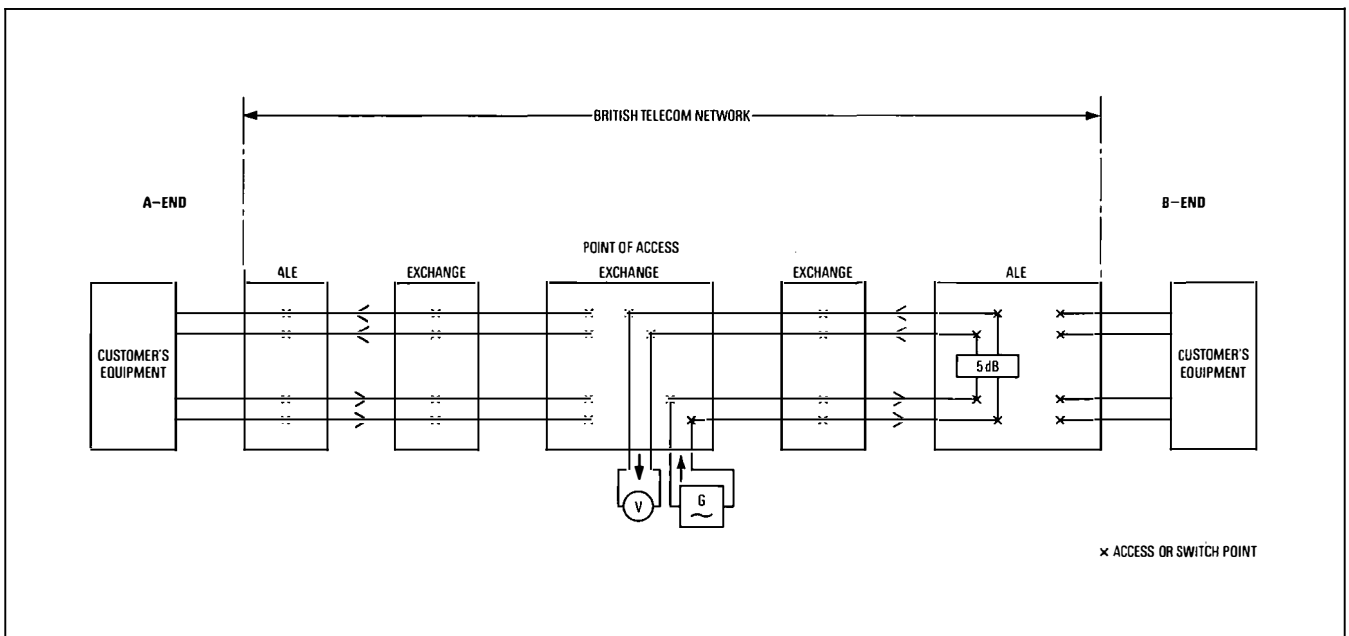 BRITISH TELECOM NETWORK
A-END
B-END
POINT OF ACCESS
ALE
EXCHANGE
EXCHANGE
EXCHANGE
ALE
CUSTOMER'S
EQUIPMENT
5 dB
CUSTOMER'S
EQUIPMENT
V
G
× ACCESS OR SWITCH POINT